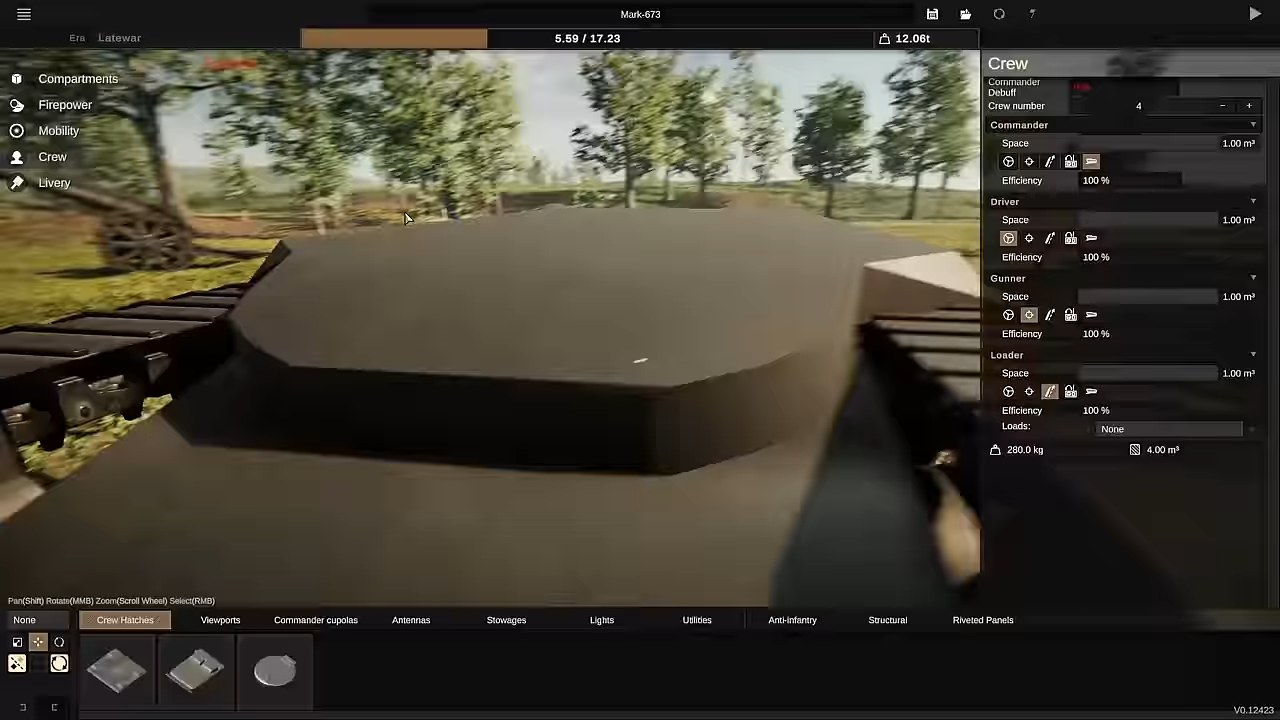 Mark-673
Era Latewar
5.59 / 17.23
12.06t
Compartments
Firepower
Mobility
Crew
Livery
Crew
Commander
Debuff
Crew number 4 - +
Commander
Space 1.00 m³
Efficiency 100 %
Driver
Space 1.00 m³
Efficiency 100 %
Gunner
Space 1.00 m³
Efficiency 100 %
Loader
Space 1.00 m³
Efficiency 100 %
Loads: None
280.0 kg 4.00 m³
Pan(Shift) Rotate(MMB) Zoom(Scroll Wheel) Select(RMB)
None Crew Hatches Viewports Commander cupolas Antennas Stowages Lights Utilities Anti-infantry Structural Riveted Panels
V0.12423